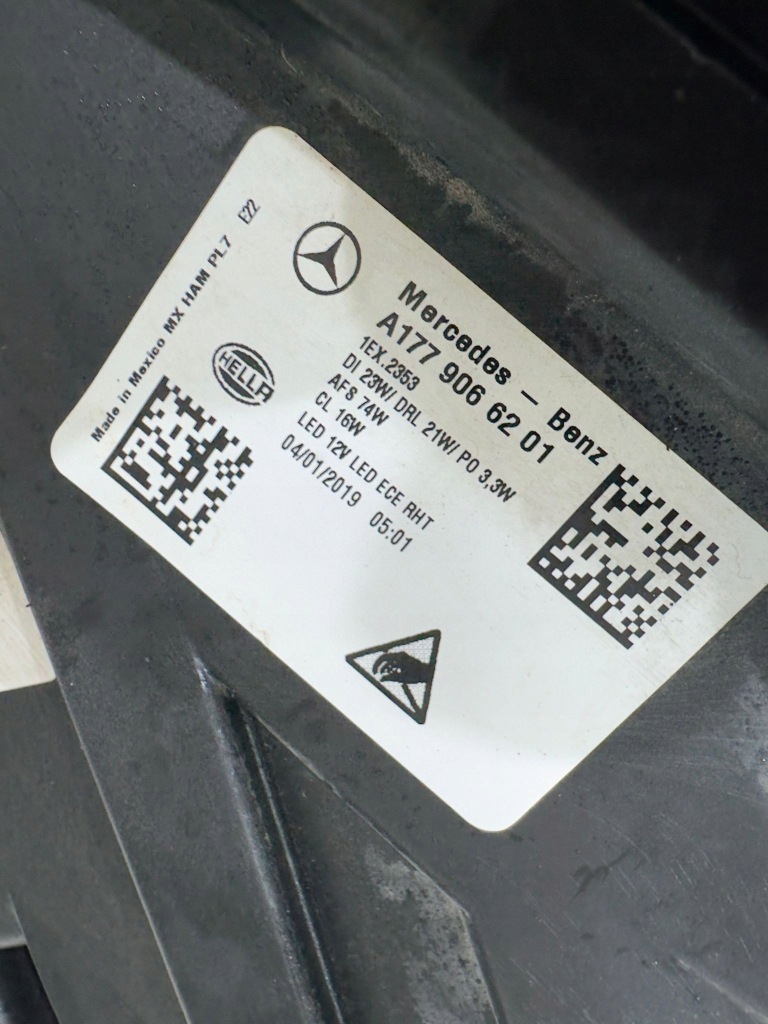 Mercedes – Benz
A177 906 62 01
1EX.2353
DI 23W/ DRL 21W/ PO 3,3W
AFS 74W
CL 16W
LED 12V LED ECE RHT
04/01/2019 05:01
HELLA
Made in Mexico MX HAM PL7 E22